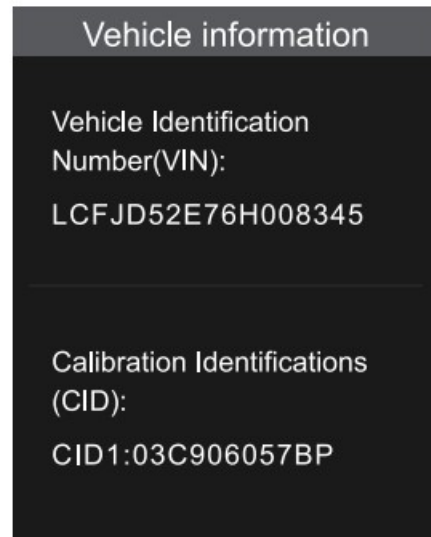 Vehicle information
Vehicle Identification
Number(VIN):
LCFJD52E76H008345
Calibration Identifications
(CID):
CID1:03C906057BP